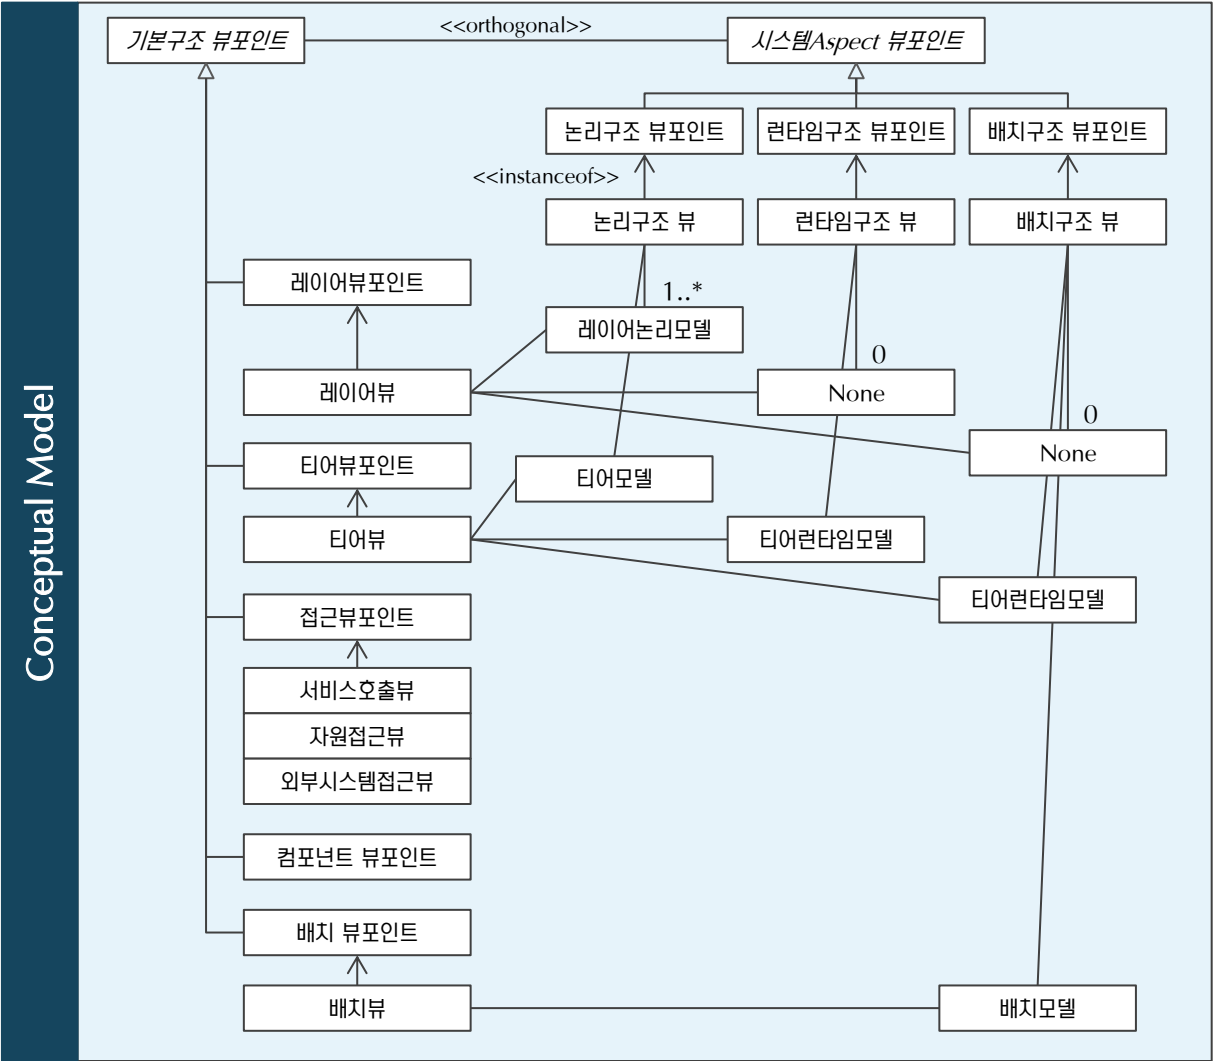 Conceptual Model
기본구조 뷰포인트
<<orthogonal>>
시스템Aspect 뷰포인트
논리구조 뷰포인트
런타임구조 뷰포인트
배치구조 뷰포인트
<<instanceof>>
논리구조 뷰
런타임구조 뷰
배치구조 뷰
레이어뷰포인트
1..*
레이어논리모델
0
레이어뷰
None
0
None
티어뷰포인트
티어모델
티어뷰
티어런타임모델
티어런타임모델
접근뷰포인트
서비스호출뷰
자원접근뷰
외부시스템접근뷰
컴포넌트 뷰포인트
배치 뷰포인트
배치뷰
배치모델